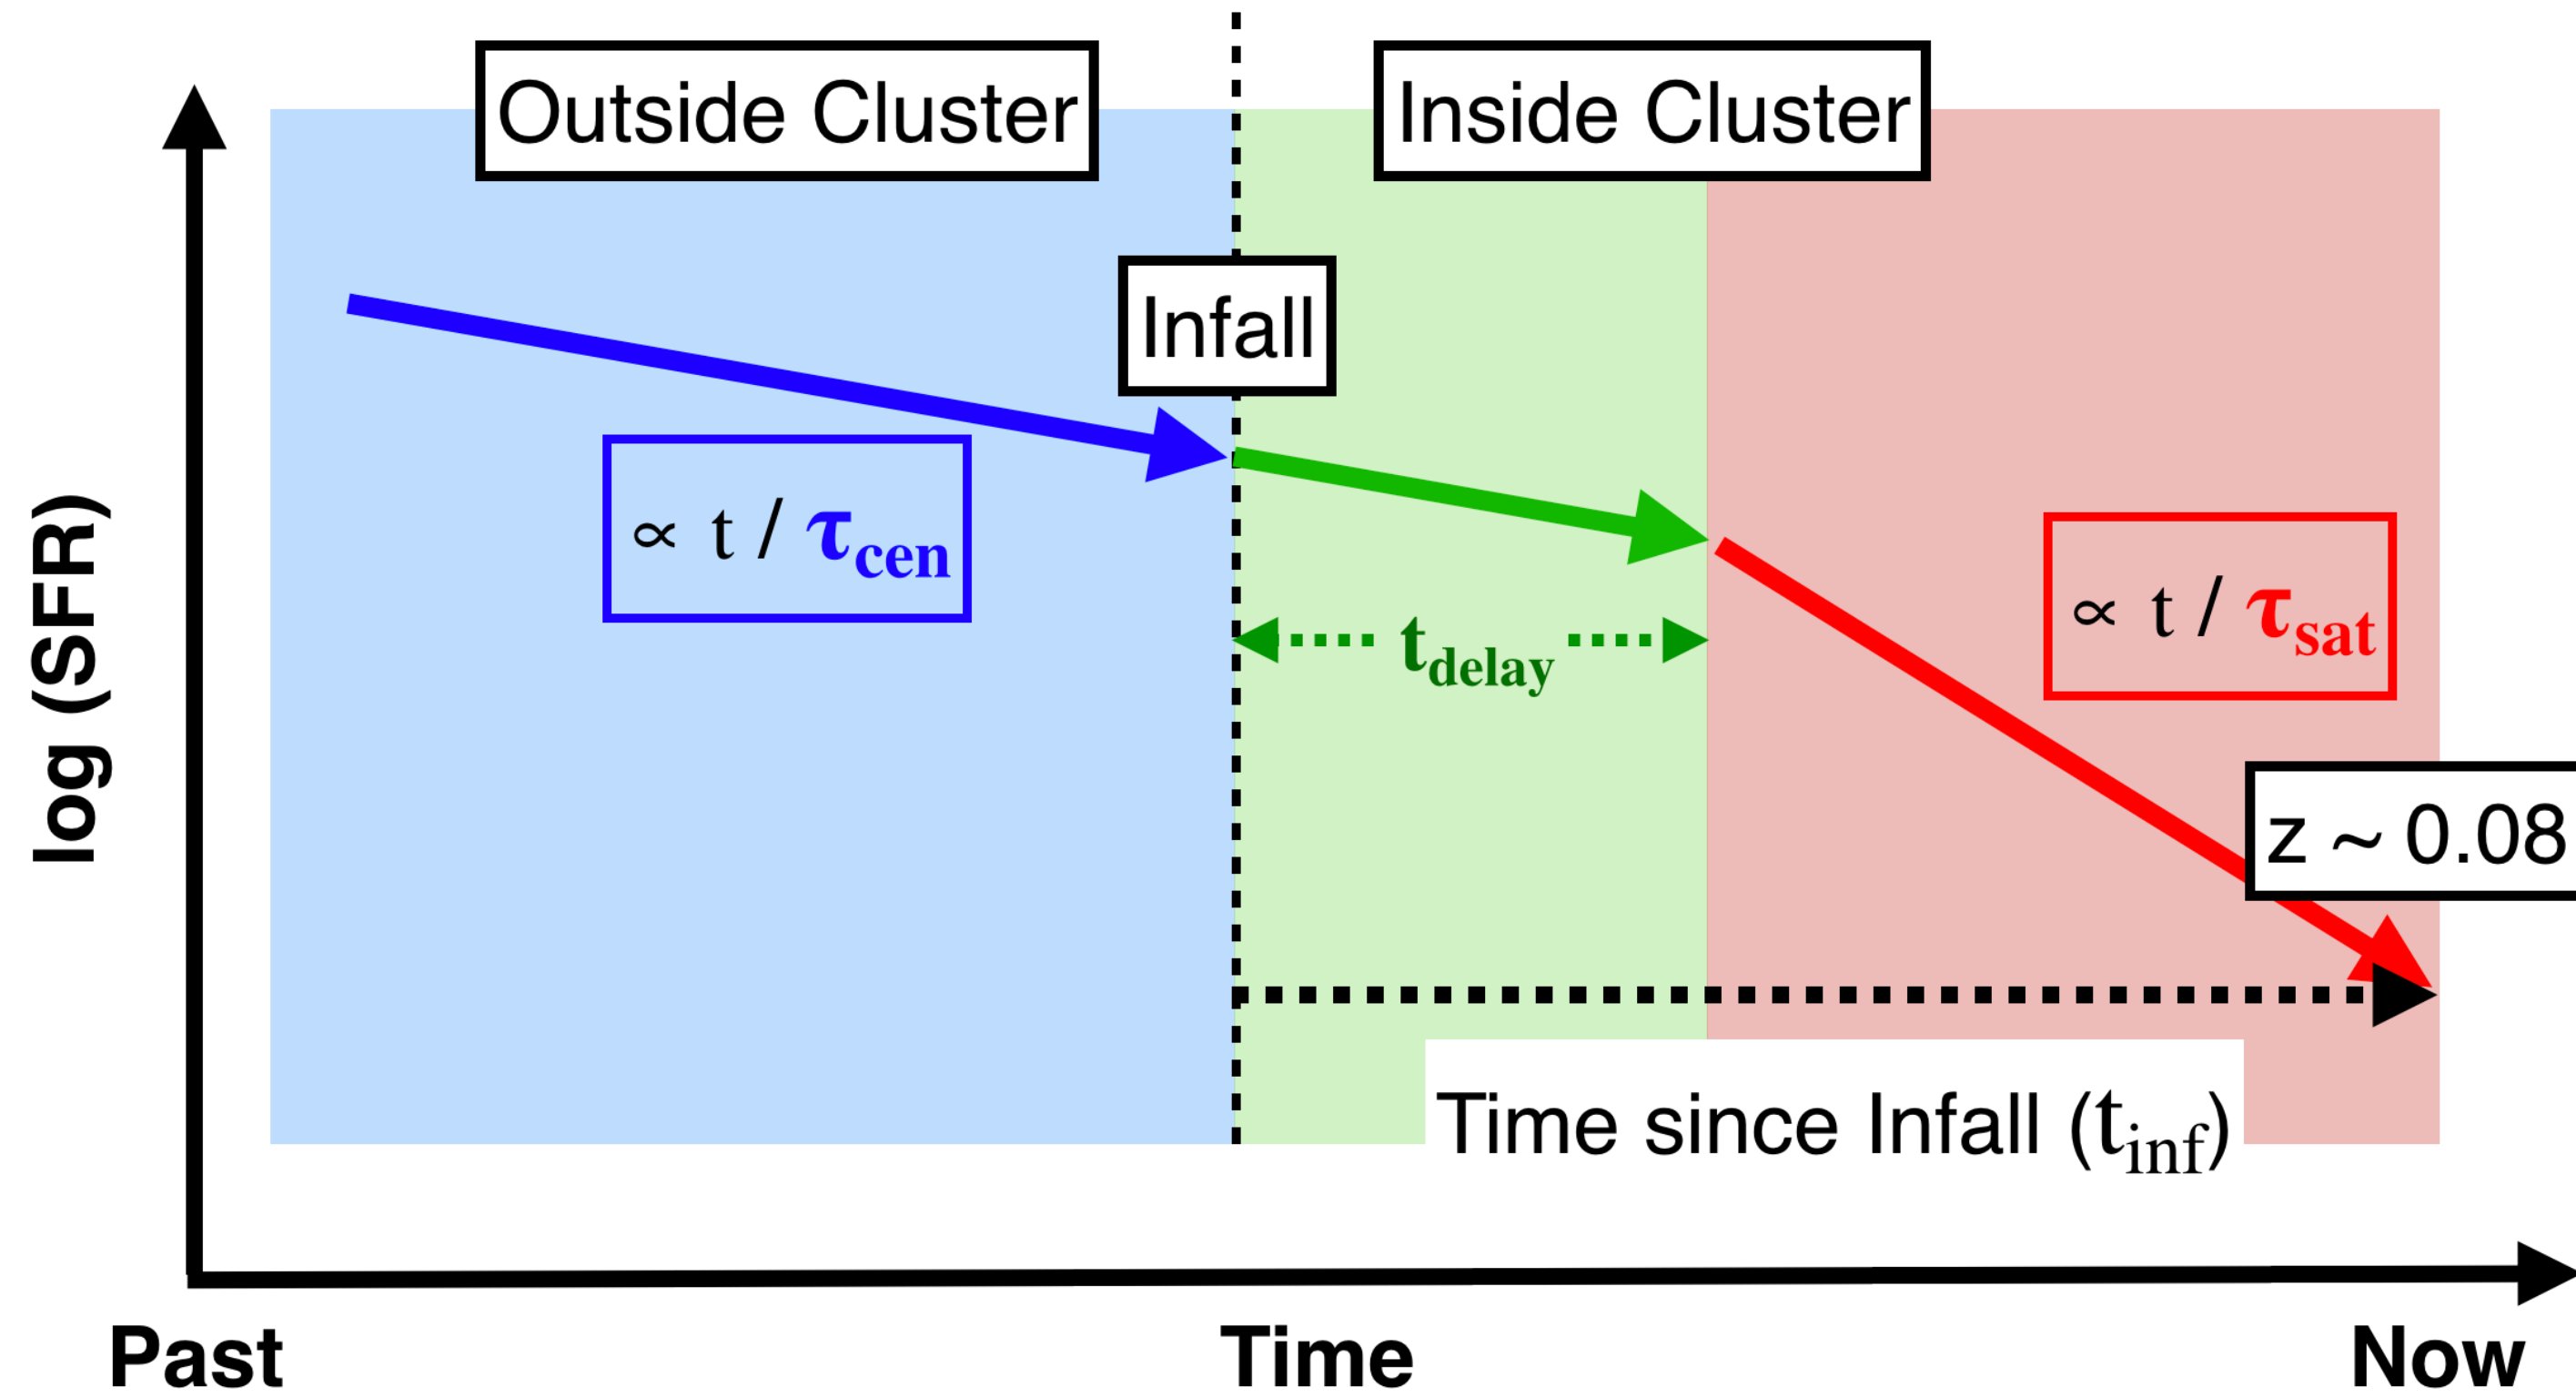 Outside Cluster
Inside Cluster
Infall
∝ t / τcen
tdelay
∝ t / τsat
z ~ 0.08
Time since Infall (tinf)
log (SFR)
Past
Time
Now